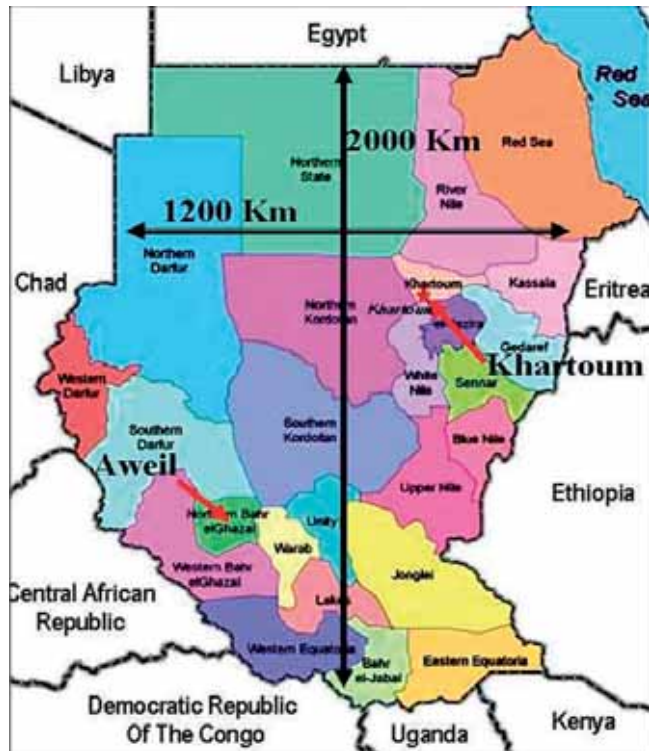 Egypt
Libya
Red
Sea
2000 Km
Northern
State
Red Sea
River
Nile
1200 Km
Northern
Darfur
Chad
Khartoum
Kassala
Eritrea
Northern
Kordofan
Khartoum
Gedaref
Khartoum
White
Nile
Sennar
Western
Darfur
Southern
Darfur
Southern
Kordofan
Blue Nile
Aweil
Upper Nile
Ethiopia
Northern Bahr
elGhazal
Unity
Warab
Western Bahr
elGhazal
Jonglei
Central African
Republic
Lakes
Western Equatoria
Bahr
el-Jabal
Eastern Equatoria
Democratic Republic
Of The Congo
Uganda
Kenya